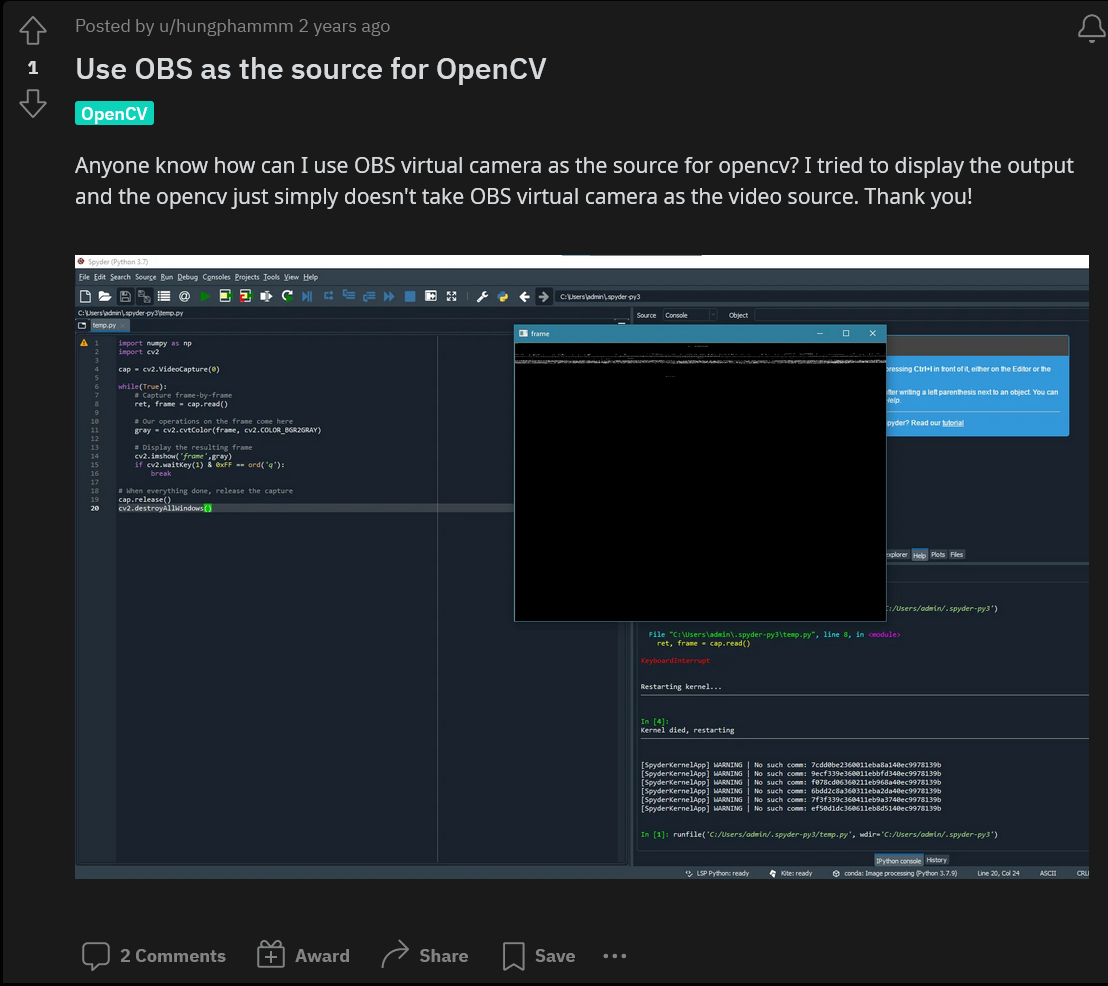 Posted by u/hungphammm 2 years ago
1
Use OBS as the source for OpenCV
OpenCV
Anyone know how can I use OBS virtual camera as the source for opencv? I tried to display the output
and the opencv just simply doesn't take OBS virtual camera as the video source. Thank you!
Spyder (Python 3.7)
File Edit Search Source Run Debug Consoles Projects Tools View Help
C:\Users\admin\.spyder-py3
C:\Users\admin\.spyder-py3\temp.py
temp.py
1 import numpy as np
2 import cv2
3
4 cap = cv2.VideoCapture(0)
5
6 while(True):
7 # Capture frame-by-frame
8 ret, frame = cap.read()
9
10 # Our operations on the frame come here
11 gray = cv2.cvtColor(frame, cv2.COLOR_BGR2GRAY)
12
13 # Display the resulting frame
14 cv2.imshow('frame',gray)
15 if cv2.waitKey(1) & 0xFF == ord('q'):
16 break
17
18 # When everything done, release the capture
19 cap.release()
20 cv2.destroyAllWindows()
Source Console Object
frame
pressing Ctrl+I in front of it, either on the Editor or the
after writing a left parenthesis next to an object. You can
Help.
pyder? Read our tutorial
explorer Help Plots Files
C:/Users/admin/.spyder-py3')
File "C:\Users\admin\.spyder-py3\temp.py", line 8, in <module>
ret, frame = cap.read()
KeyboardInterrupt
Restarting kernel...
In [4]:
Kernel died, restarting
[SpyderKernelApp] WARNING | No such comm: 7cdd0be2360011eba8a140ec9978139b
[SpyderKernelApp] WARNING | No such comm: 9ecf339e360011ebbfd340ec9978139b
[SpyderKernelApp] WARNING | No such comm: f078cd06360211eb968a40ec9978139b
[SpyderKernelApp] WARNING | No such comm: 6bdd2c8a360311eba2da40ec9978139b
[SpyderKernelApp] WARNING | No such comm: 7f3f339c360411eb9a3740ec9978139b
[SpyderKernelApp] WARNING | No such comm: ef50d1dc360611eb8d5140ec9978139b
In [1]: runfile('C:/Users/admin/.spyder-py3/temp.py', wdir='C:/Users/admin/.spyder-py3')
IPython console History
LSP Python: ready Kite: ready conda: Image processing (Python 3.7.9) Line 20, Col 24 ASCII CRL
2 Comments Award Share Save